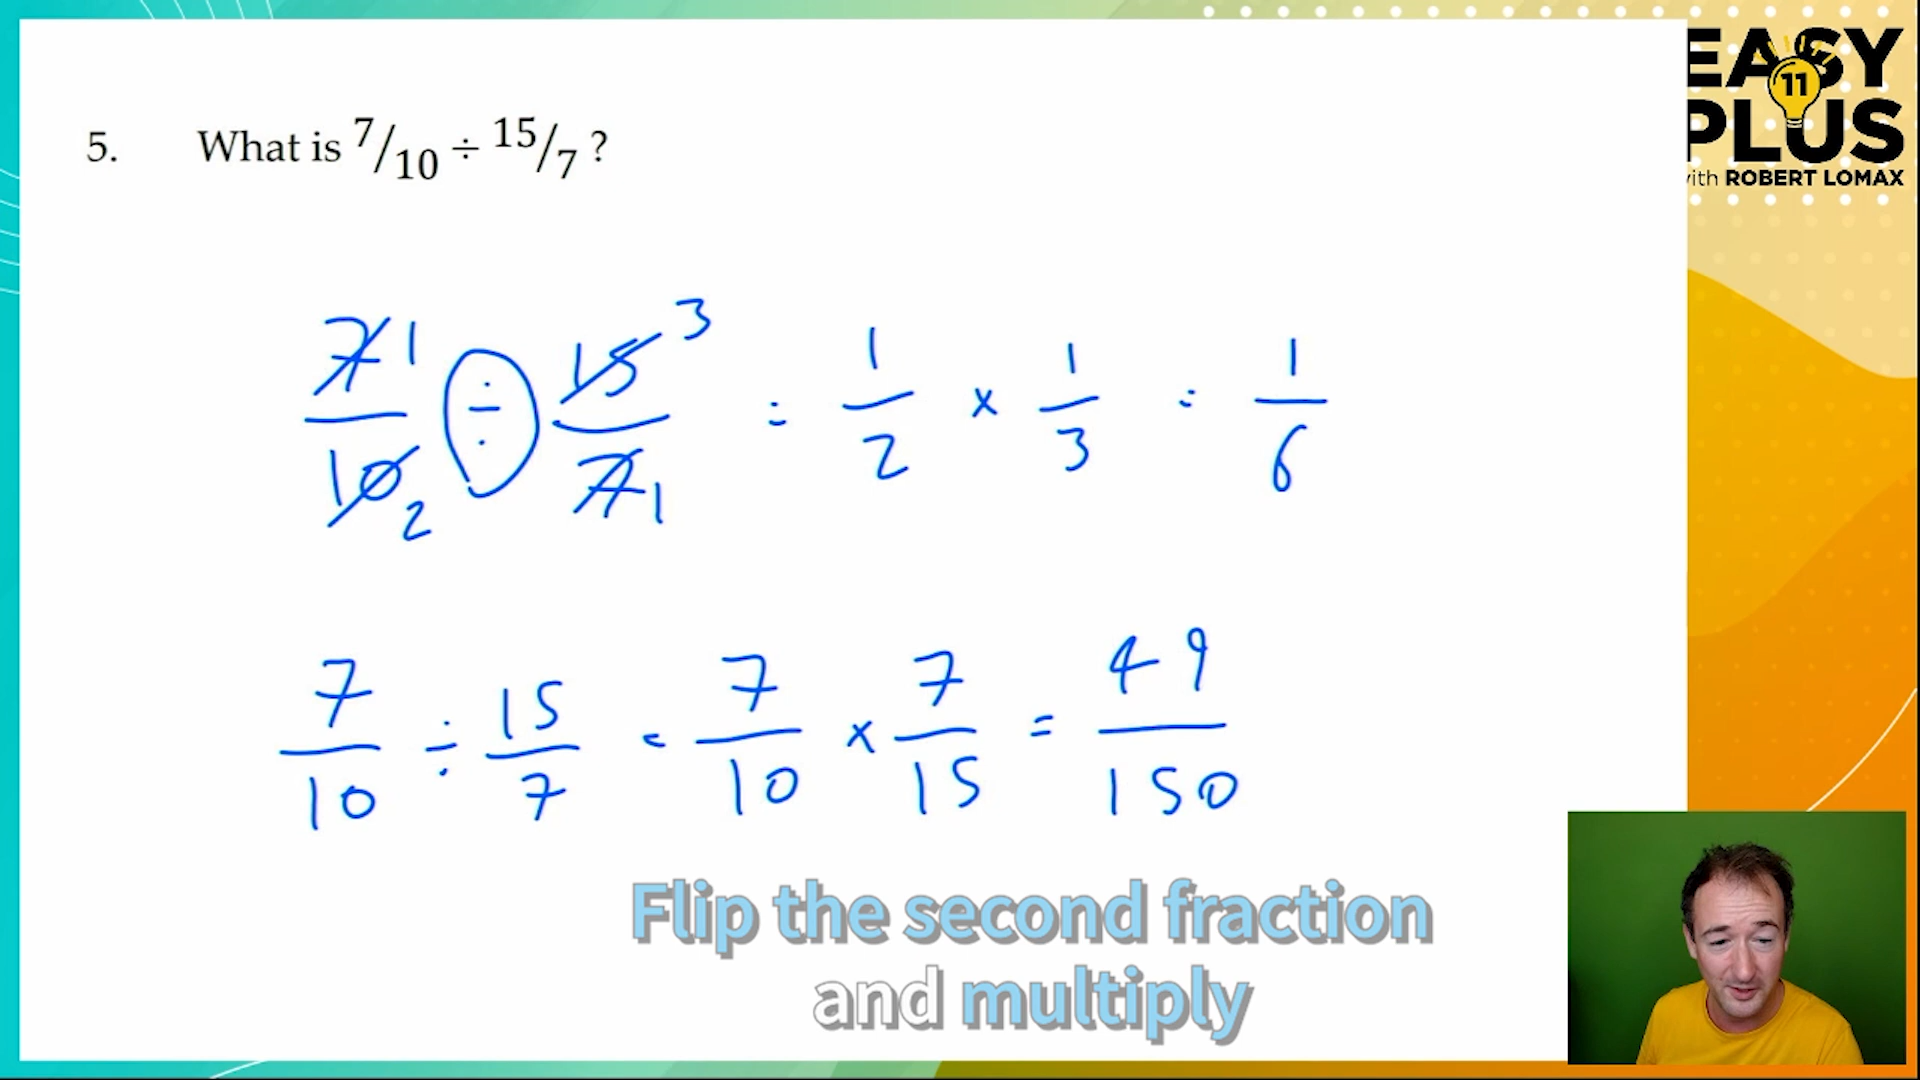 EASY
11
PLUS
with ROBERT LOMAX
5. What is 7/10 ÷ 15/7 ?
7/10 ÷ 15/7 = 1/2 × 1/3 = 1/6
1 3
2 1
7/10 ÷ 15/7 = 7/10 × 7/15 = 49/150
Flip the second fraction
and multiply